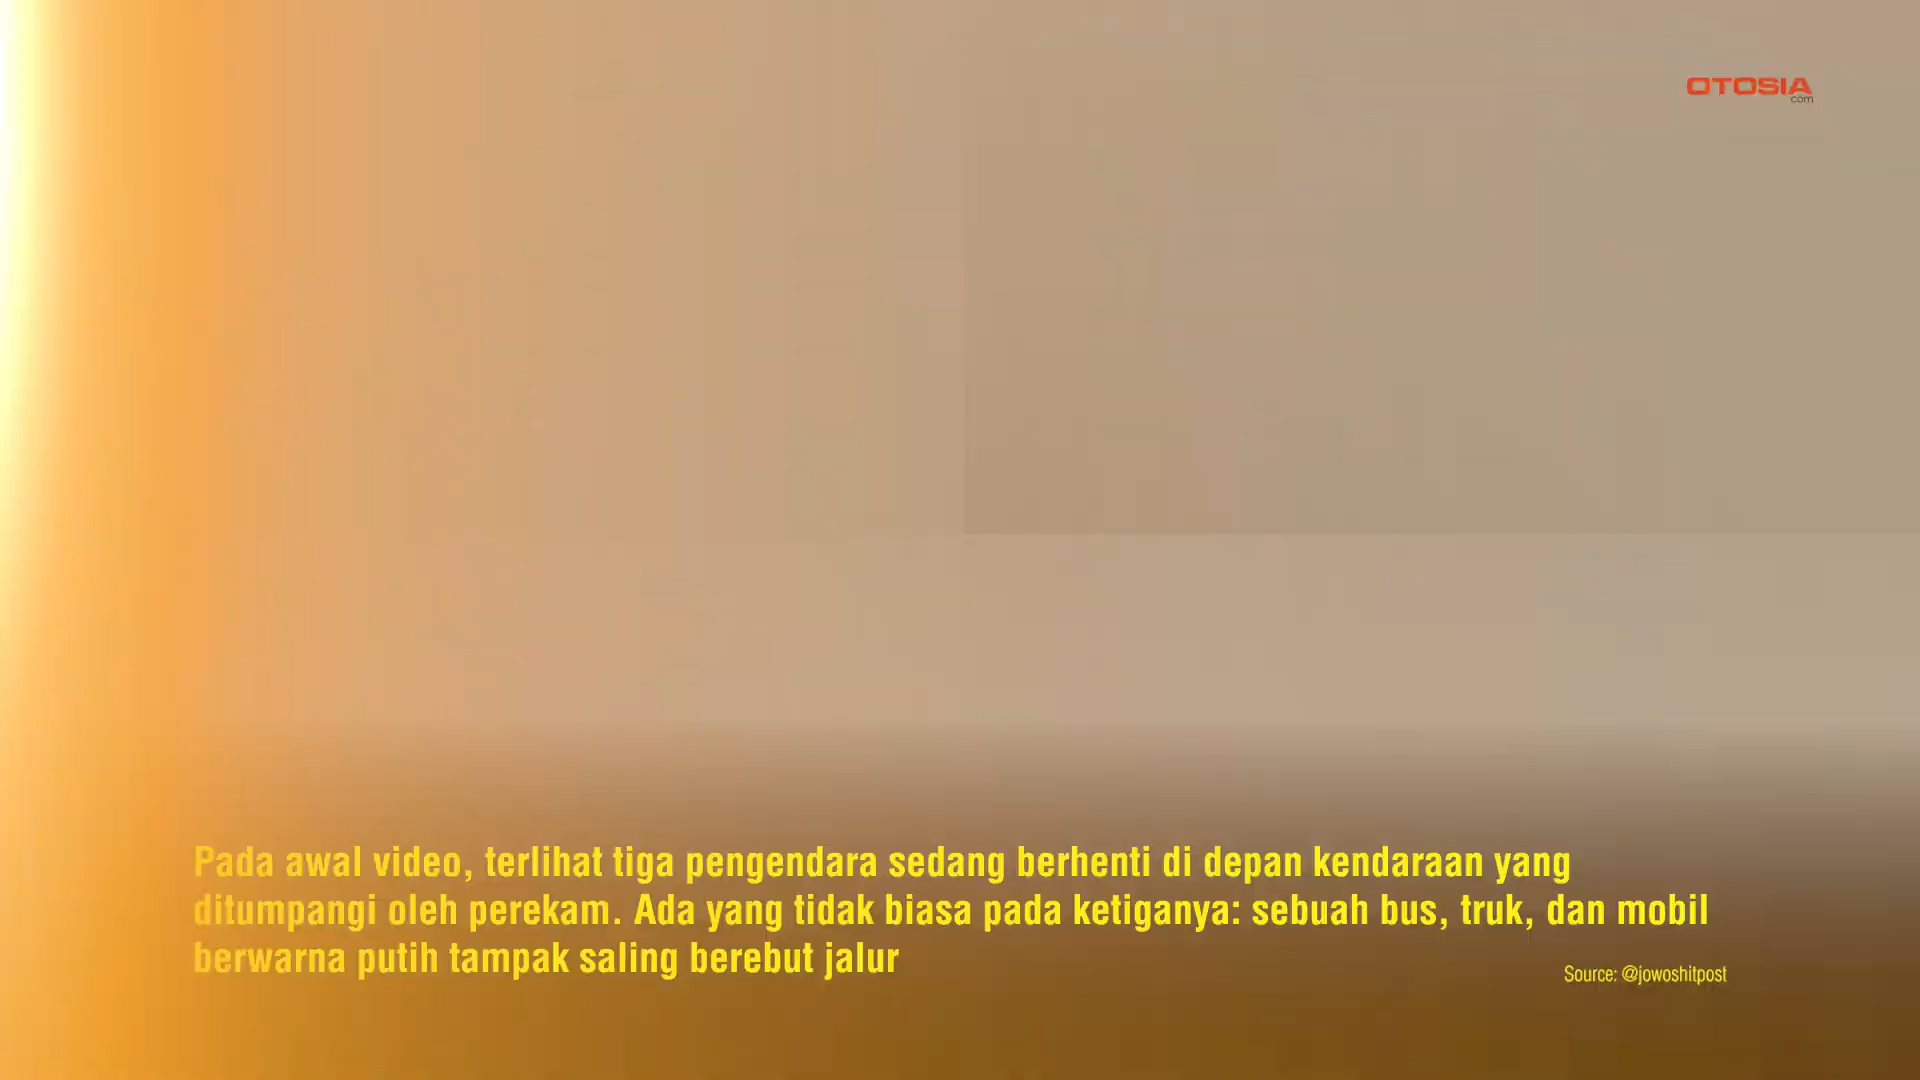 OTOSIA
com
Pada awal video, terlihat tiga pengendara sedang berhenti di depan kendaraan yang
ditumpangi oleh perekam. Ada yang tidak biasa pada ketiganya: sebuah bus, truk, dan mobil
berwarna putih tampak saling berebut jalur
Source: @jowoshitpost